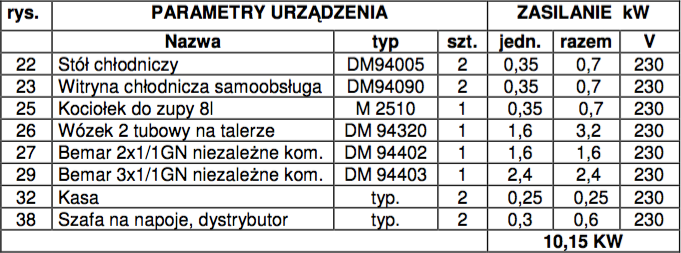 rys. PARAMETRY URZĄDZENIA ZASILANIE kW
Nazwa typ szt. jedn. razem V
22 Stół chłodniczy DM94005 2 0,35 0,7 230
23 Witryna chłodnicza samoobsługa DM94090 2 0,35 0,7 230
25 Kociołek do zupy 8l M 2510 1 0,35 0,7 230
26 Wózek 2 tubowy na talerze DM 94320 1 1,6 3,2 230
27 Bemar 2x1/1GN niezależne kom. DM 94402 1 1,6 1,6 230
29 Bemar 3x1/1GN niezależne kom. DM 94403 1 2,4 2,4 230
32 Kasa typ. 2 0,25 0,25 230
38 Szafa na napoje, dystrybutor typ. 2 0,3 0,6 230
10,15 KW